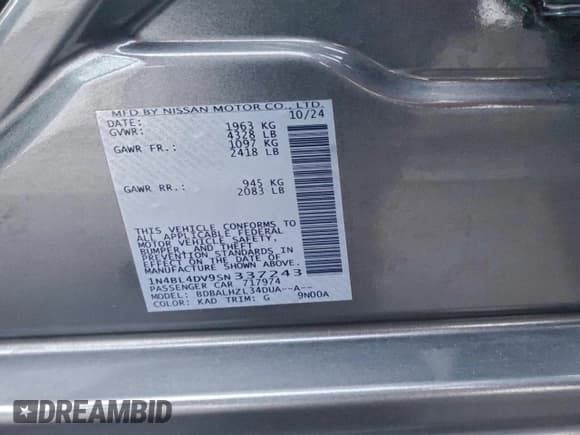 MFD BY NISSAN MOTOR CO., LTD.
DATE: 10/24
GVWR: 1963 KG
4328 LB
GAWR FR.: 1097 KG
2418 LB
GAWR RR.: 945 KG
2083 LB
THIS VEHICLE CONFORMS TO
ALL APPLICABLE FEDERAL
MOTOR VEHICLE SAFETY,
BUMPER, AND THEFT
PREVENTION STANDARDS IN
EFFECT ON THE DATE OF
MANUFACTURE SHOWN ABOVE.
1N4BL4DV9SN337243
PASSENGER CAR 717974
MODEL: BDBALHZL34DUA--A--
COLOR: KAD TRIM: G 9N00A
DREAMBID